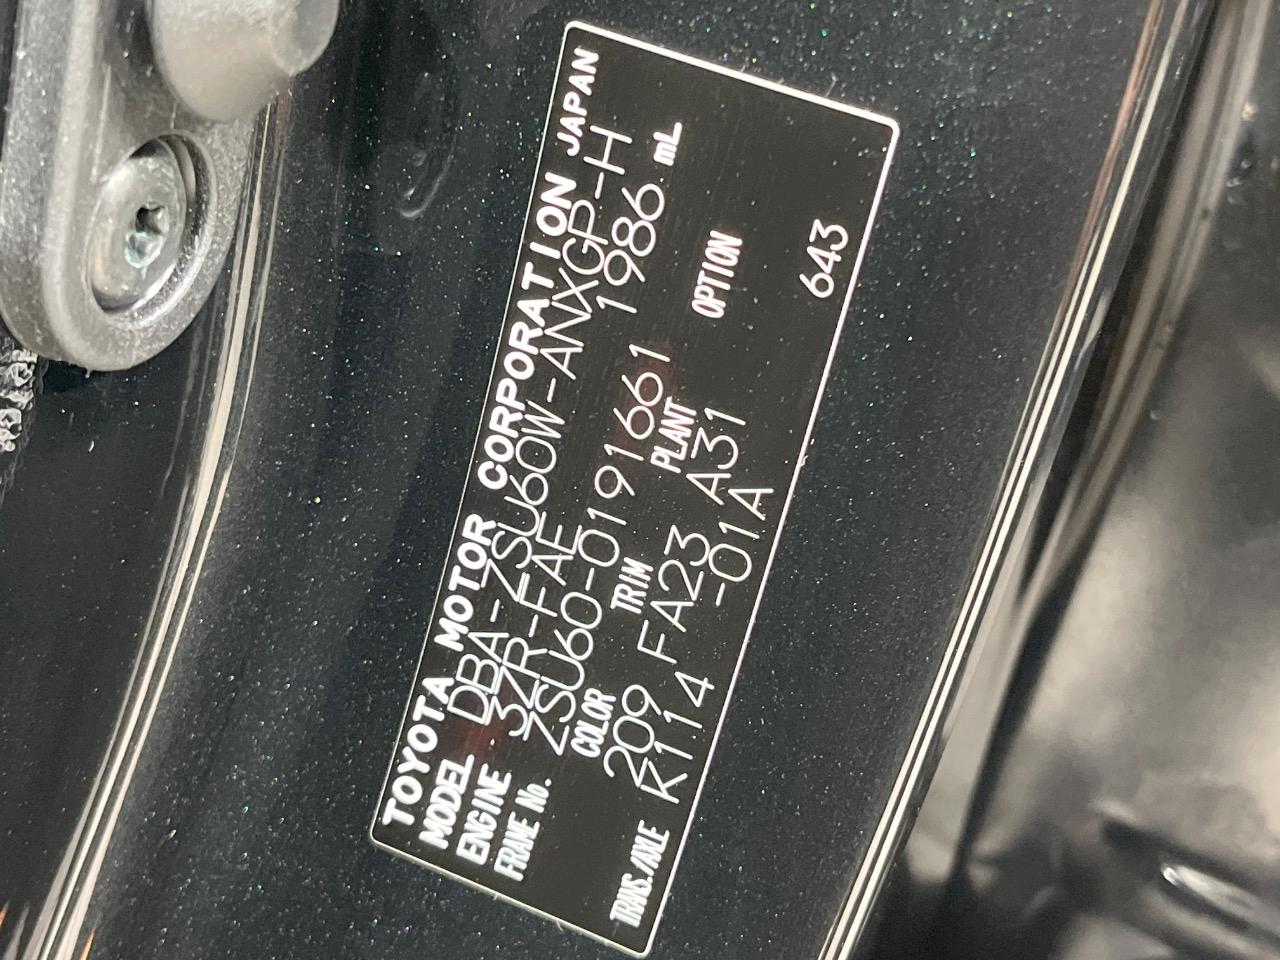 TOYOTA MOTOR CORPORATION JAPAN
MODEL DBA-ZSU60W-ANXGP-H
ENGINE 3ZR-FAE 1986 mL
FRAME No. ZSU60-0191661
COLOR TRIM PLANT OPTION
209 FA23 A31
TRANS./AXLE K114 -01A 643